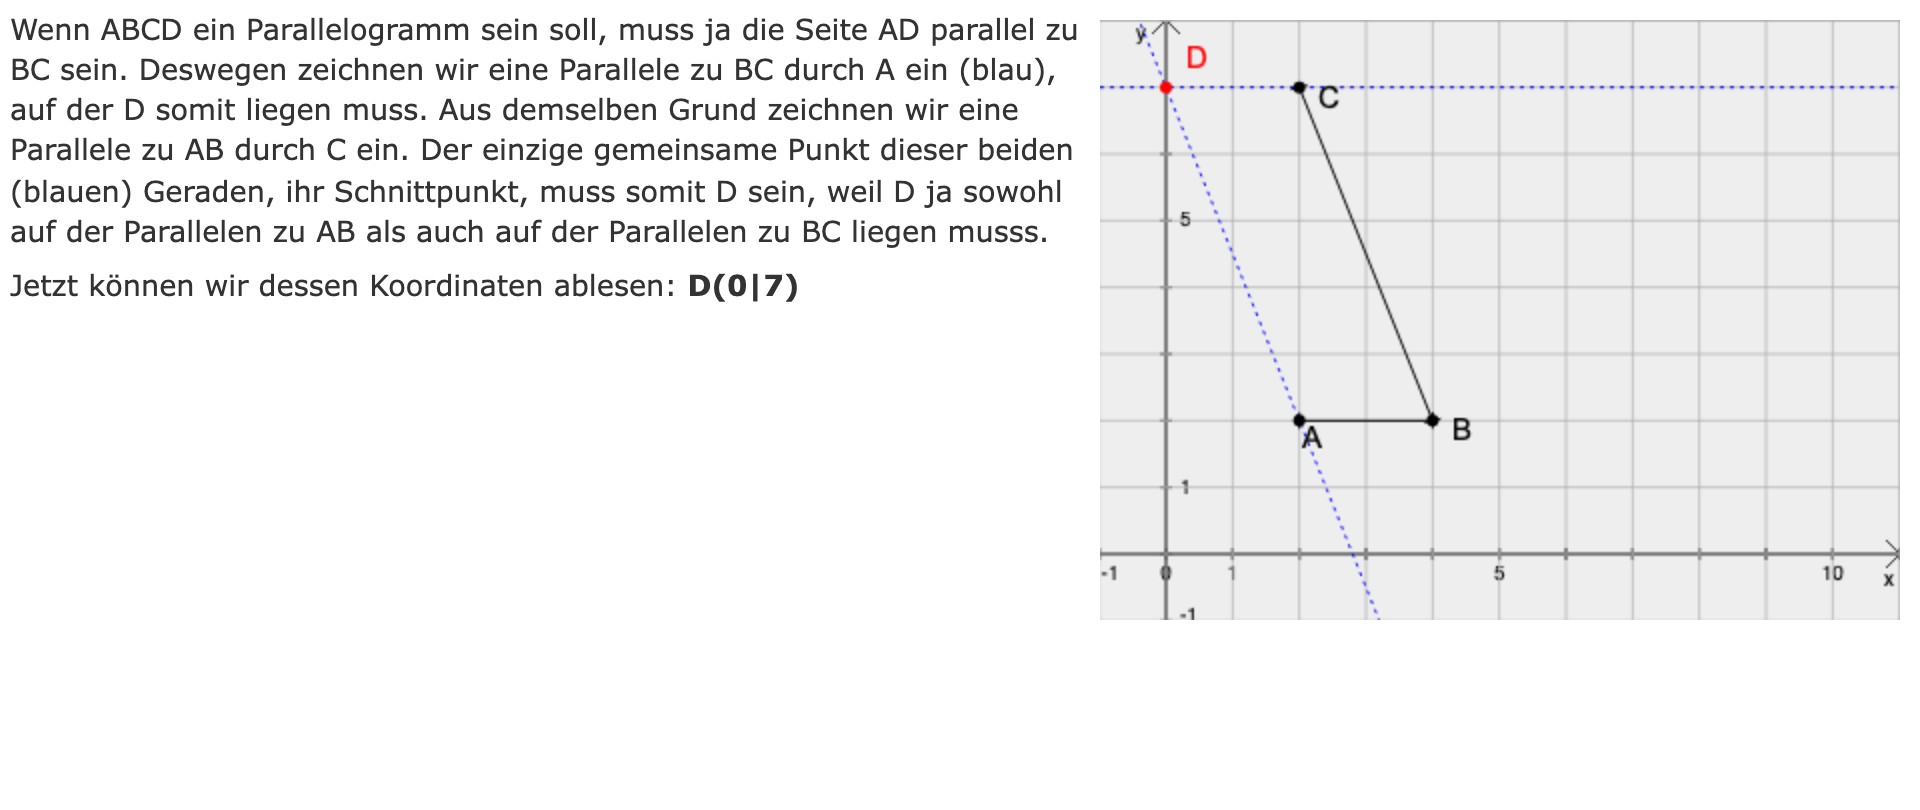 Wenn ABCD ein Parallelogramm sein soll, muss ja die Seite AD parallel zu
BC sein. Deswegen zeichnen wir eine Parallele zu BC durch A ein (blau),
auf der D somit liegen muss. Aus demselben Grund zeichnen wir eine
Parallele zu AB durch C ein. Der einzige gemeinsame Punkt dieser beiden
(blauen) Geraden, ihr Schnittpunkt, muss somit D sein, weil D ja sowohl
auf der Parallelen zu AB als auch auf der Parallelen zu BC liegen musss.
Jetzt können wir dessen Koordinaten ablesen: D(0|7)
y
D
C
5
A
B
1
-1 0 1 5 10 x
-1